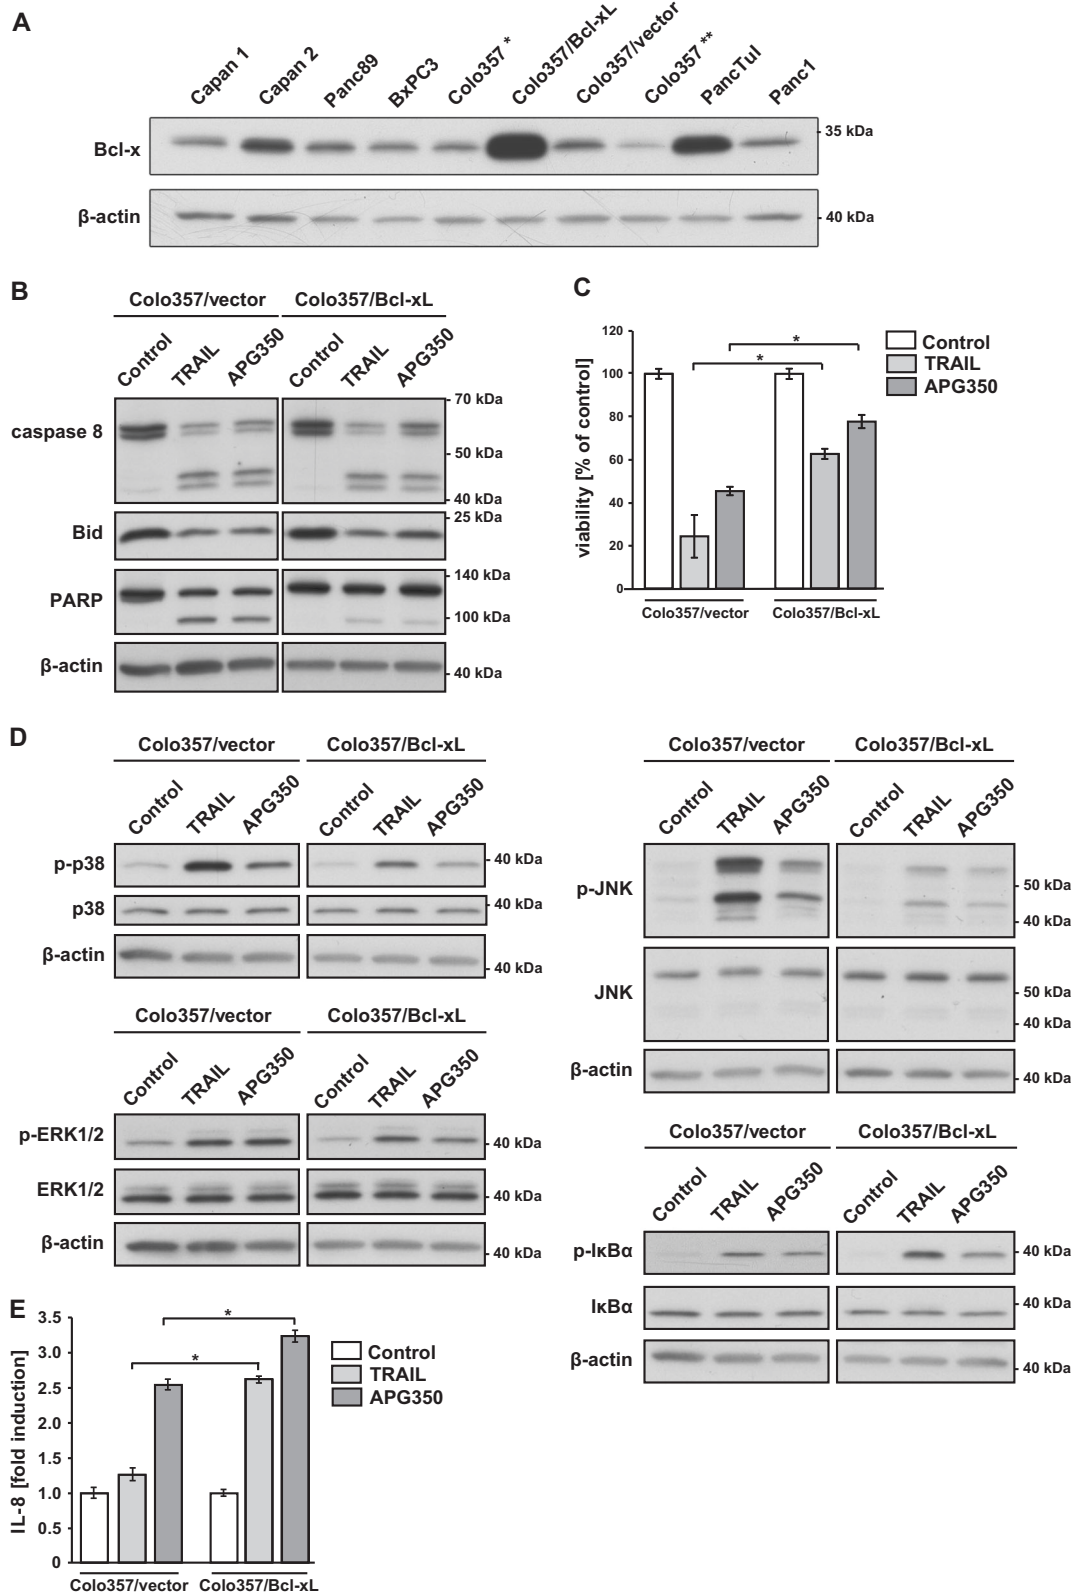 A
Capan 1 Capan 2 Panc89 BxPC3 Colo357 * Colo357/Bcl-xL Colo357/vector Colo357 ** PancTuI Panc1
Bcl-x
35 kDa
β-actin
40 kDa
B
Colo357/vector Colo357/Bcl-xL
Control TRAIL APG350 Control TRAIL APG350
70 kDa
caspase 8
50 kDa
40 kDa
25 kDa
Bid
140 kDa
PARP
100 kDa
β-actin
40 kDa
C
viability [% of control]
120
100
80
60
40
20
0
* *
Control
TRAIL
APG350
Colo357/vector Colo357/Bcl-xL
D
Colo357/vector Colo357/Bcl-xL
Control TRAIL APG350 Control TRAIL APG350
p-p38
40 kDa
p38
40 kDa
β-actin
40 kDa
Colo357/vector Colo357/Bcl-xL
Control TRAIL APG350 Control TRAIL APG350
p-ERK1/2
40 kDa
ERK1/2
40 kDa
β-actin
40 kDa
Colo357/vector Colo357/Bcl-xL
Control TRAIL APG350 Control TRAIL APG350
p-JNK
50 kDa
40 kDa
JNK
50 kDa
40 kDa
β-actin
40 kDa
Colo357/vector Colo357/Bcl-xL
Control TRAIL APG350 Control TRAIL APG350
p-IκBα
40 kDa
IκBα
40 kDa
β-actin
40 kDa
E
IL-8 [fold induction]
3.5
3.0
2.5
2.0
1.5
1.0
0.5
0
* *
Control
TRAIL
APG350
Colo357/vector Colo357/Bcl-xL